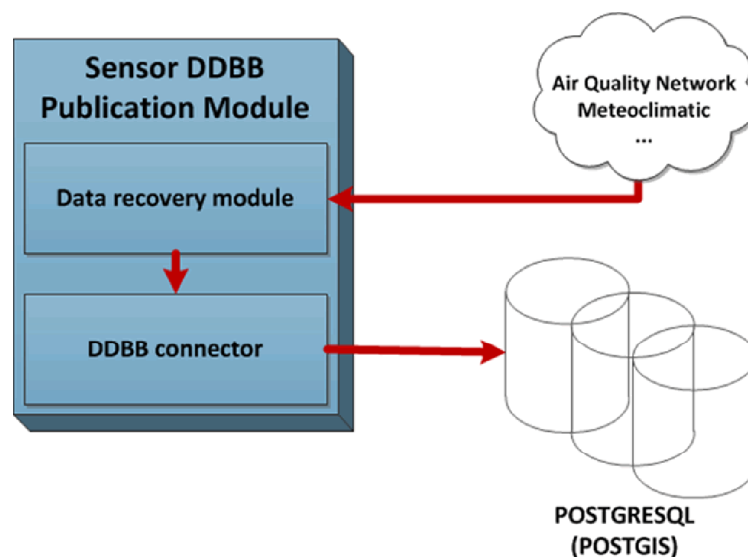 Sensor DDBB
Publication Module
Data recovery module
DDBB connector
Air Quality Network
Meteoclimatic
...
POSTGRESQL
(POSTGIS)